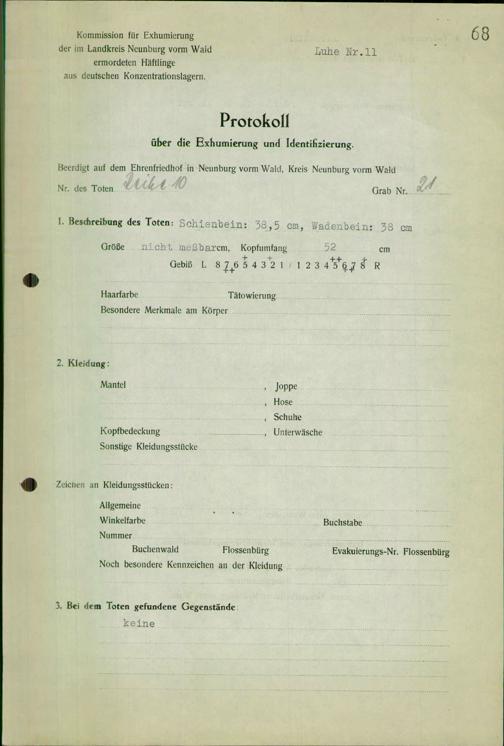 68
Kommission für Exhumierung
der im Landkreis Neunburg vorm Wald
ermordeten Häftlinge
aus deutschen Konzentrationslagern.
Luhe Nr.11
Protokoll
über die Exhumierung und Identifizierung.
Beerdigt auf dem Ehrenfriedhof in Neunburg vorm Wald, Kreis Neunburg vorm Wald
Nr. des Toten Reihe 10 Grab Nr. 21
1. Beschreibung des Toten: Schienbein: 38,5 cm, Wadenbein: 38 cm
Größe nicht meßbar cm, Kopfumfang 52 cm
Gebiß L 8 7 6 5 4 3 2 1 / 1 2 3 4 5 6 7 8 R
Haarfarbe Tätowierung
Besondere Merkmale am Körper
2. Kleidung:
Mantel , Joppe
, Hose
, Schuhe
Kopfbedeckung , Unterwäsche
Sonstige Kleidungsstücke
Zeichen an Kleidungsstücken:
Allgemeine
Winkelfarbe Buchstabe
Nummer
Buchenwald Flossenbürg Evakuierungs-Nr. Flossenbürg
Noch besondere Kennzeichen an der Kleidung
3. Bei dem Toten gefundene Gegenstände:
keine